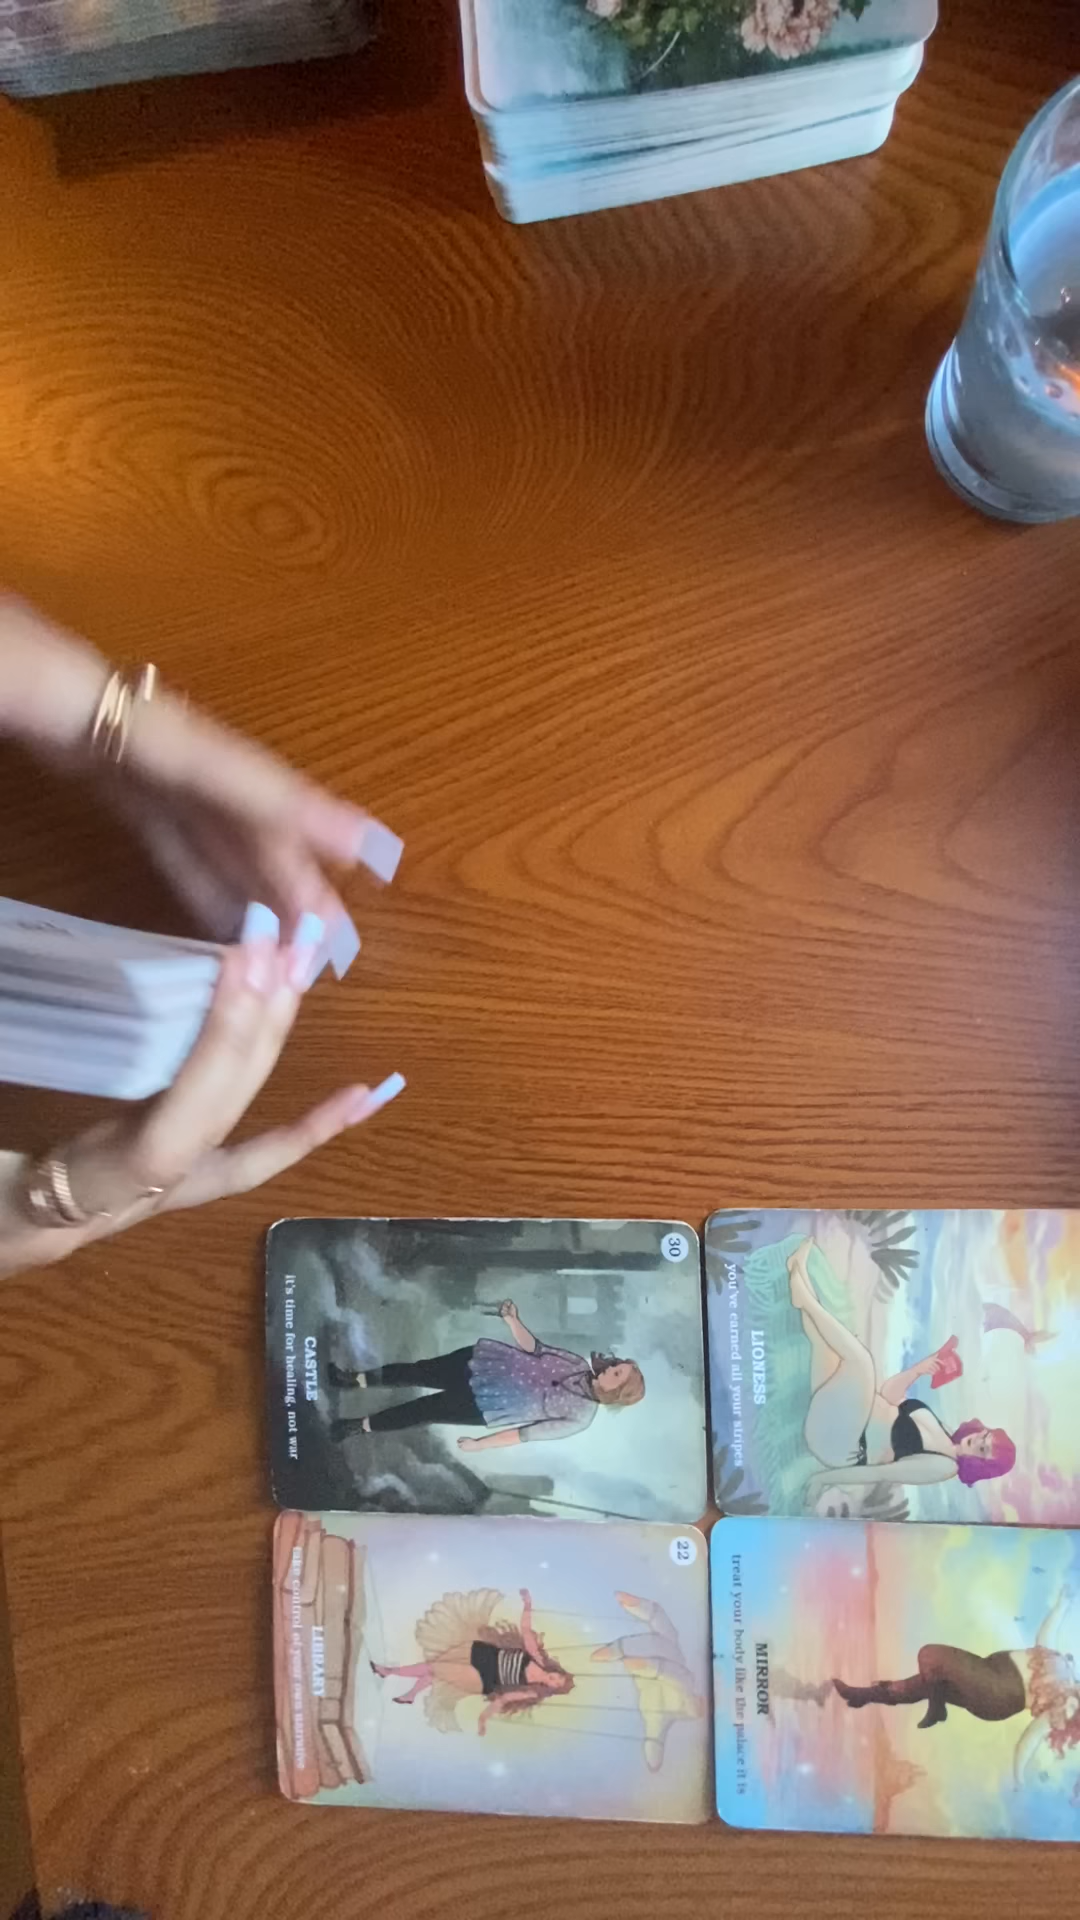 30
CASTLE
it's time for healing, not war
LIONESS
you've earned all your stripes
22
LIBRARY
take control of your own narrative
MIRROR
treat your body like the palace it is